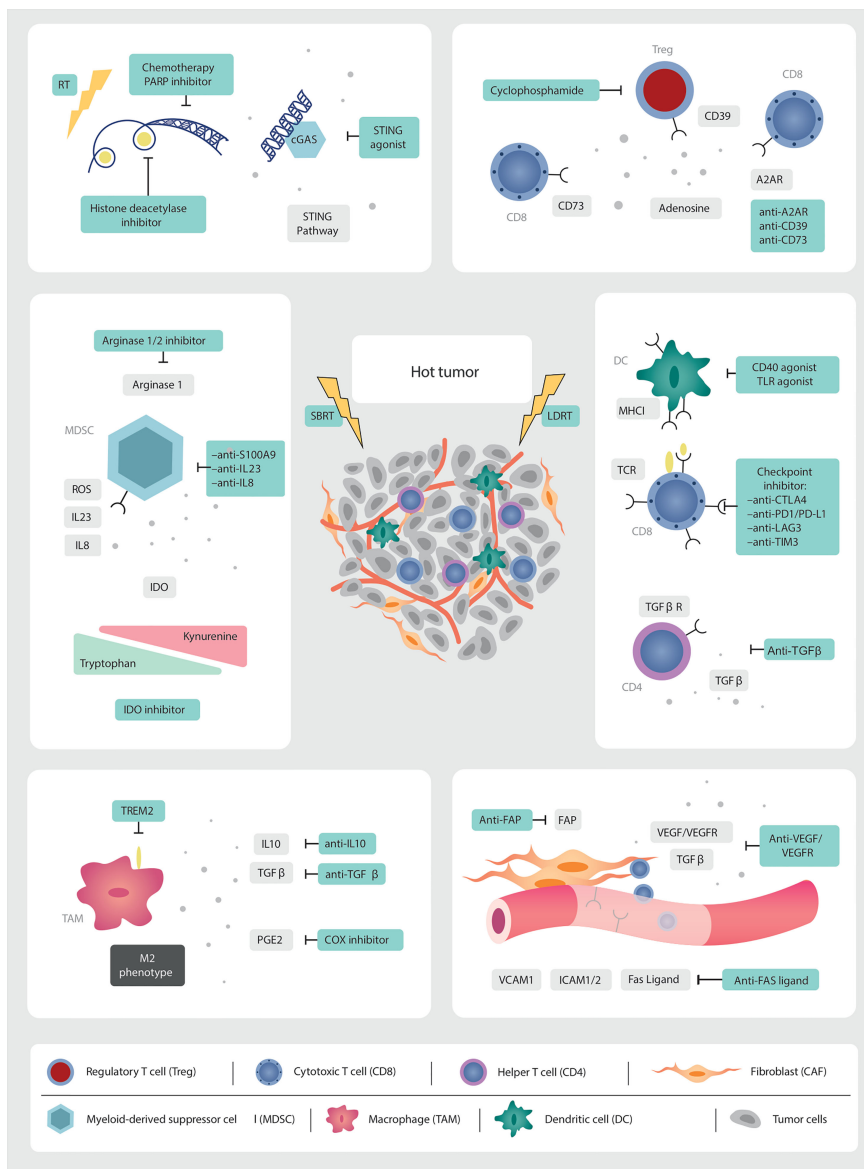 RT
Chemotherapy
PARP inhibitor
cGAS
STING
agonist
Histone deacetylase
inhibitor
STING
Pathway
Treg
CD8
Cyclophosphamide
CD39
A2AR
CD8
CD73
Adenosine
anti-A2AR
anti-CD39
anti-CD73
Arginase 1/2 inhibitor
Arginase 1
MDSC
–anti-S100A9
–anti-IL23
–anti-IL8
ROS
IL23
IL8
IDO
Kynurenine
Tryptophan
IDO inhibitor
Hot tumor
SBRT
LDRT
DC
CD40 agonist
TLR agonist
MHCI
TCR
CD8
Checkpoint
inhibitor:
–anti-CTLA4
–anti-PD1/PD-L1
–anti-LAG3
–anti-TIM3
TGFβ R
Anti-TGFβ
CD4
TGFβ
TREM2
IL10
anti-IL10
TGFβ
anti-TGF β
TAM
PGE2
COX inhibitor
M2
phenotype
Anti-FAP
FAP
VEGF/VEGFR
TGFβ
Anti-VEGF/
VEGFR
VCAM1
ICAM1/2
Fas Ligand
Anti-FAS ligand
Regulatory T cell (Treg)
Cytotoxic T cell (CD8)
Helper T cell (CD4)
Fibroblast (CAF)
Myeloid-derived suppressor cel l (MDSC)
Macrophage (TAM)
Dendritic cell (DC)
Tumor cells